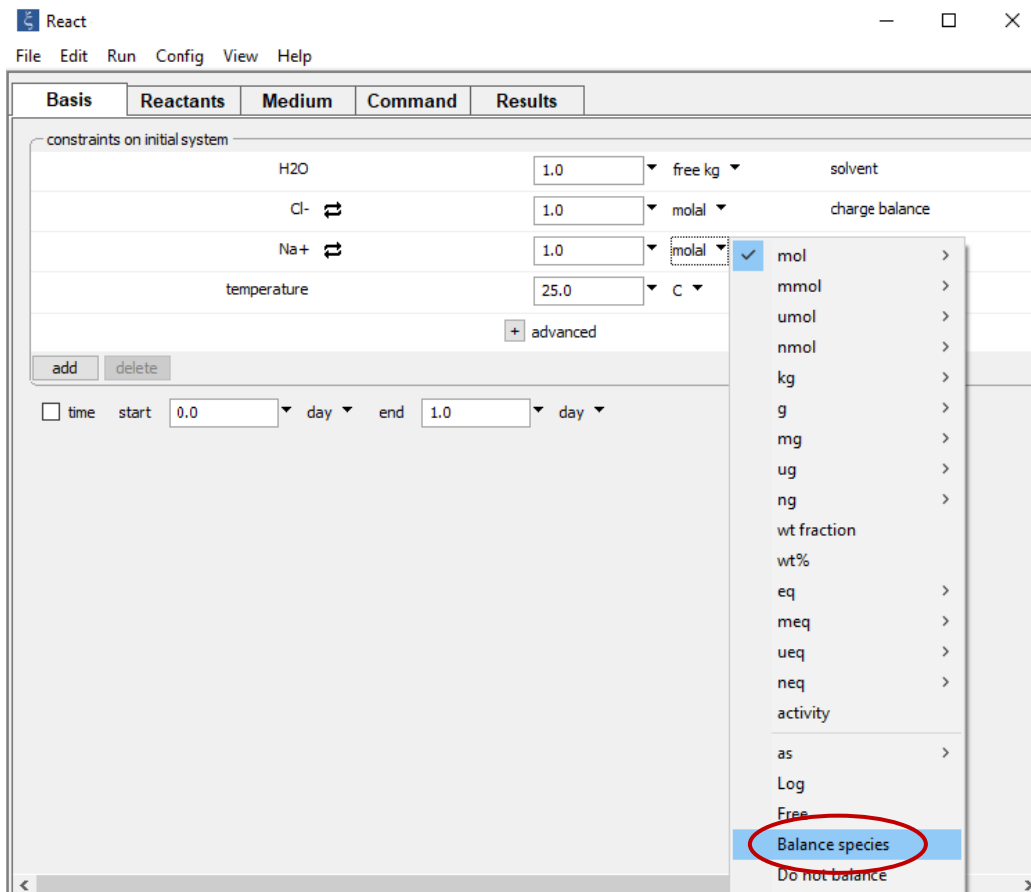 React
File Edit Run Config View Help
Basis Reactants Medium Command Results
constraints on initial system
H2O 1.0 free kg solvent
Cl- 1.0 molal charge balance
Na+ 1.0 molal
temperature 25.0 C
+ advanced
add delete
time start 0.0 day end 1.0 day
mol
mmol
umol
nmol
kg
g
mg
ug
ng
wt fraction
wt%
eq
meq
ueq
neq
activity
as
Log
Free
Balance species
Do not balance